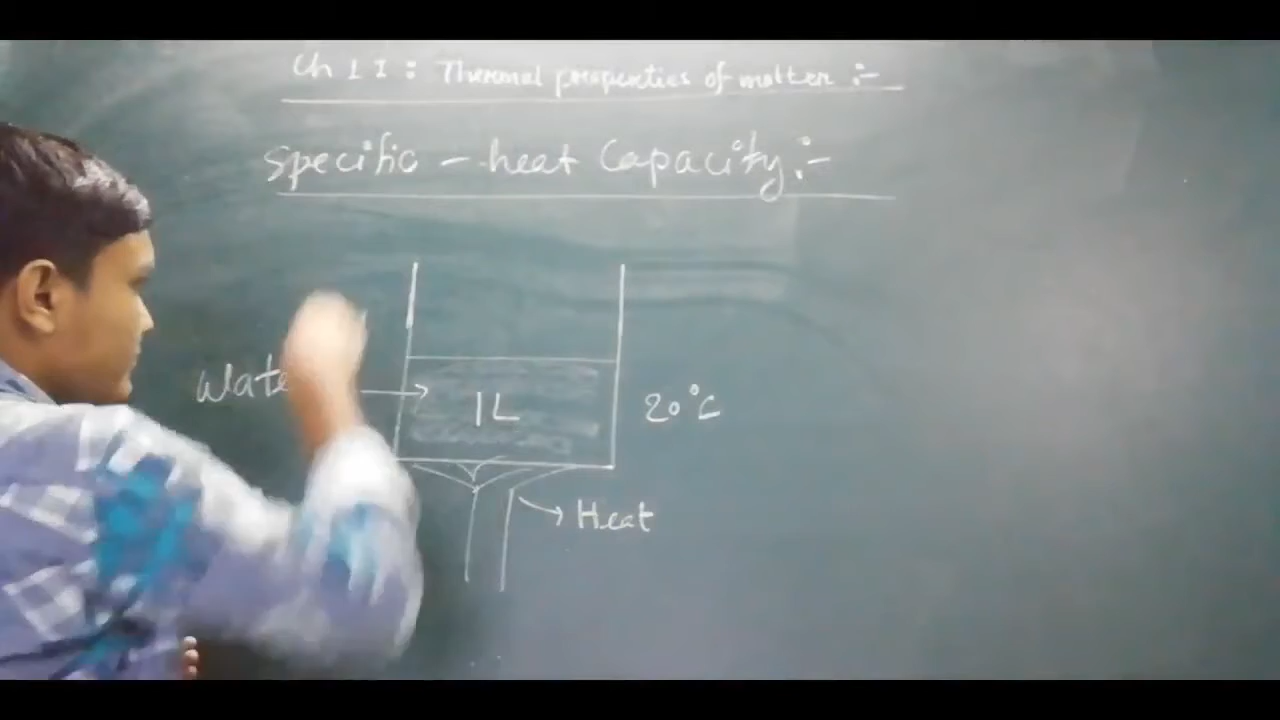 Ch 11: Thermal properties of matter :-
Specific - heat Capacity :-
Wate
1L
20°C
Heat